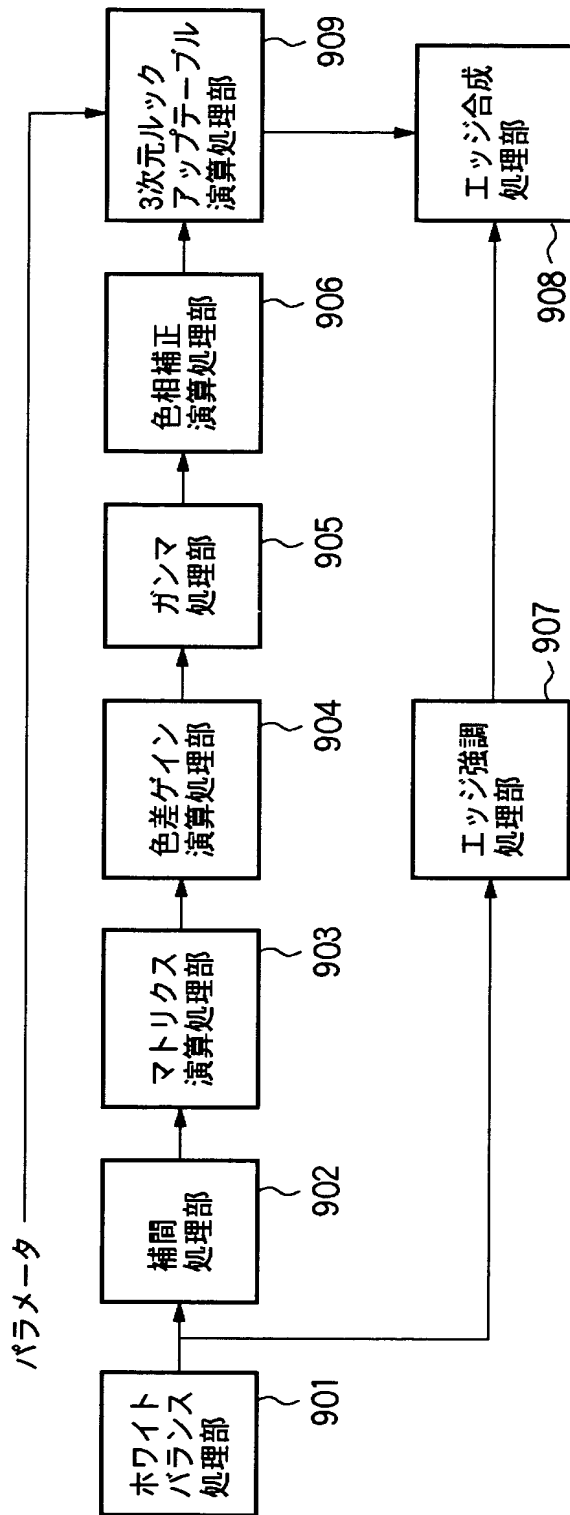 パラメータ
ホワイト
バランス
処理部
901
補間
処理部
902
マトリクス
演算処理部
903
色差ゲイン
演算処理部
904
ガンマ
処理部
905
色相補正
演算処理部
906
3次元ルック
アップテーブル
演算処理部
909
エッジ強調
処理部
907
エッジ合成
処理部
908